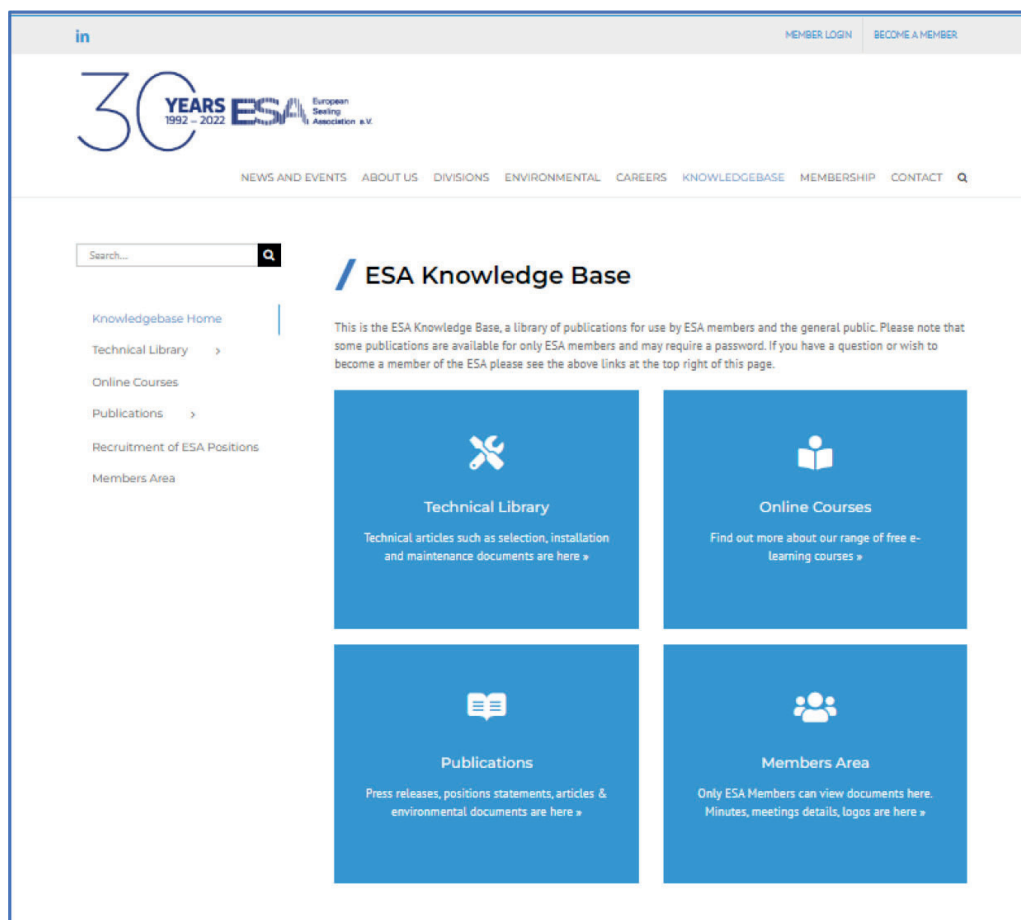 in
MEMBER LOGIN
BECOME A MEMBER
30 YEARS
1992 – 2022
ESA
European
Sealing
Association e.V.
NEWS AND EVENTS ABOUT US DIVISIONS ENVIRONMENTAL CAREERS KNOWLEDGEBASE MEMBERSHIP CONTACT
Search...
Knowledgebase Home
Technical Library >
Online Courses
Publications >
Recruitment of ESA Positions
Members Area
ESA Knowledge Base
This is the ESA Knowledge Base, a library of publications for use by ESA members and the general public. Please note that
some publications are available for only ESA members and may require a password. If you have a question or wish to
become a member of the ESA please see the above links at the top right of this page.
Technical Library
Technical articles such as selection, installation
and maintenance documents are here »
Online Courses
Find out more about our range of free e-
learning courses »
Publications
Press releases, positions statements, articles &
environmental documents are here »
Members Area
Only ESA Members can view documents here.
Minutes, meetings details, logos are here »